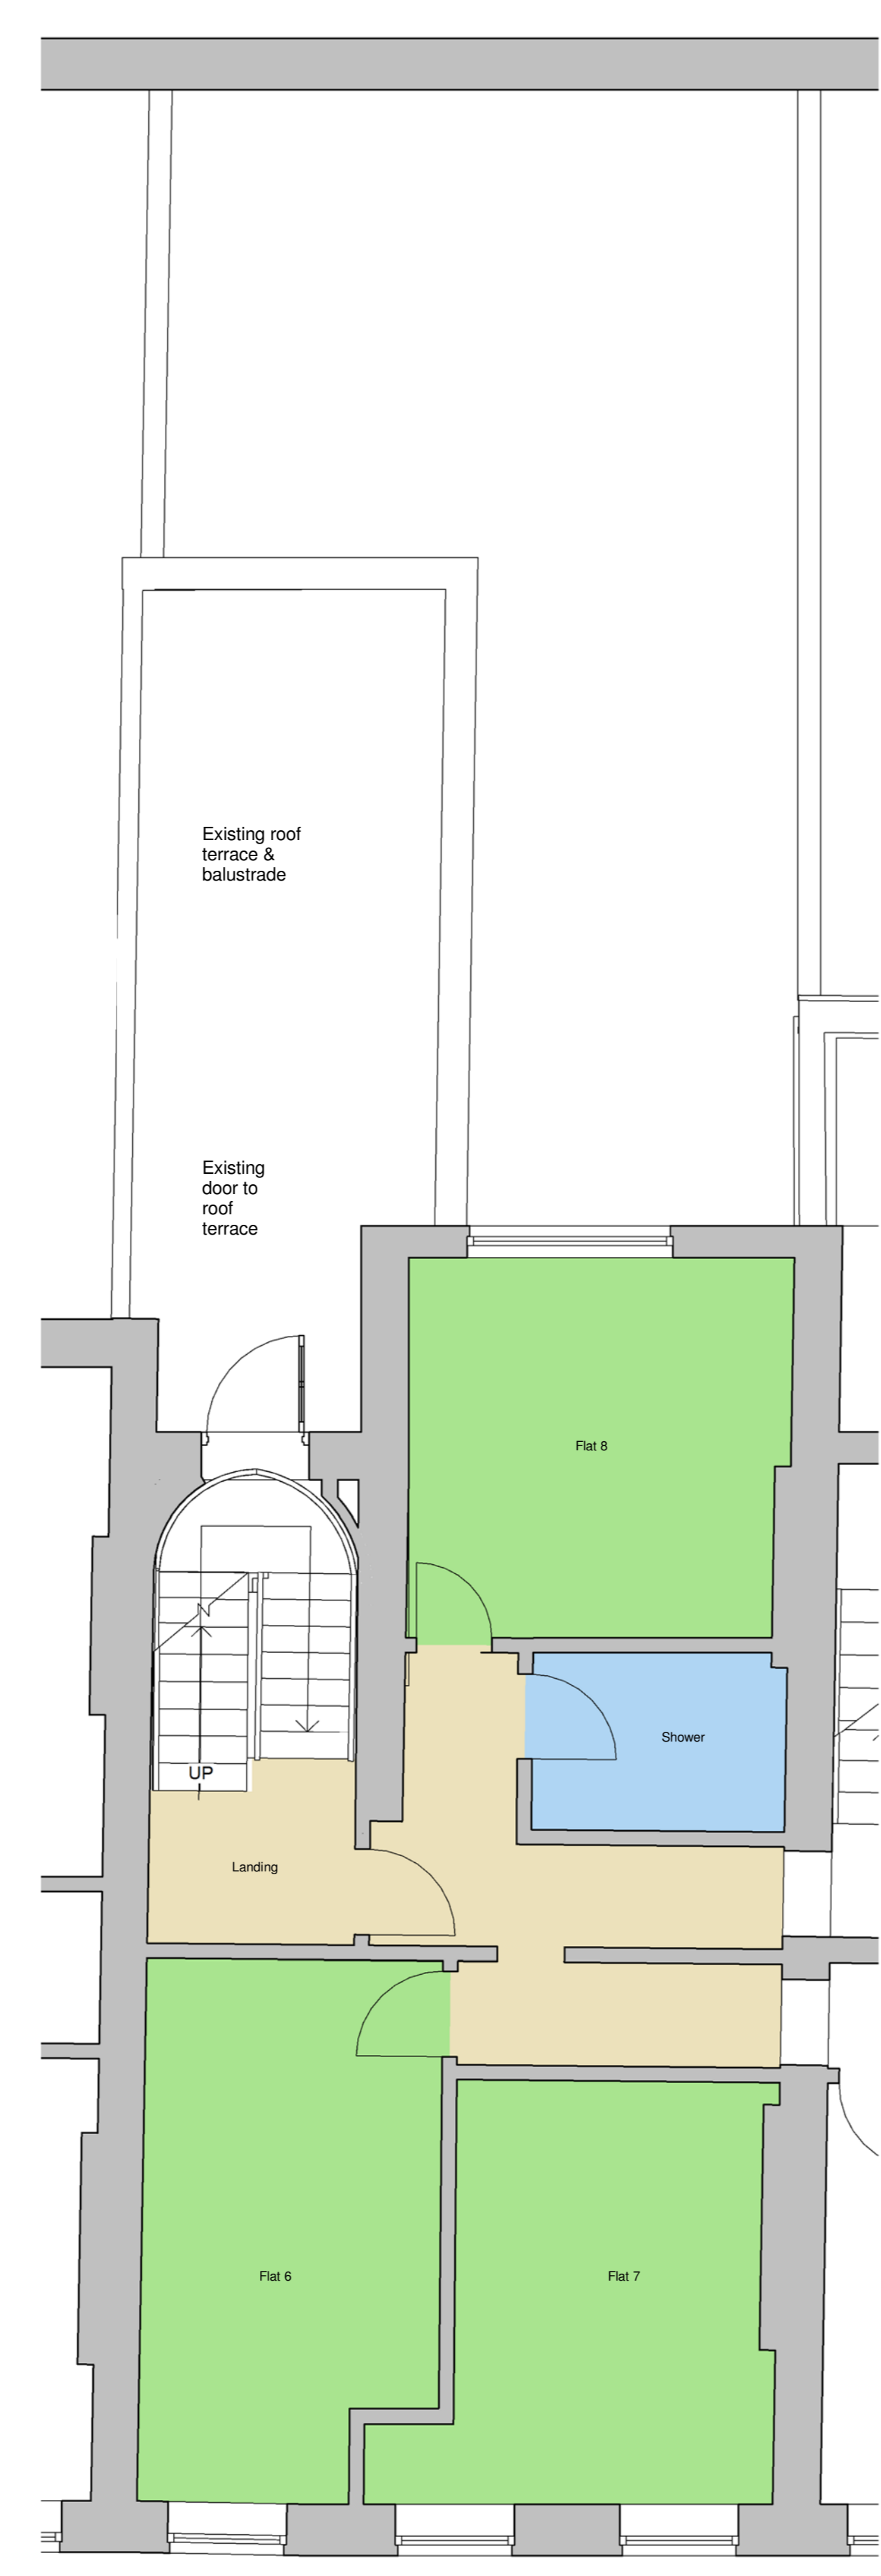 Existing roof
terrace &
balustrade
Existing
door to
roof
terrace
Flat 8
Shower
UP
Landing
Flat 6
Flat 7